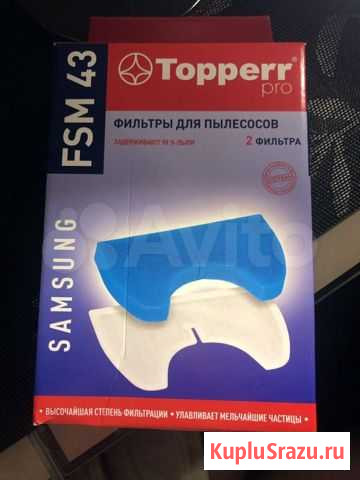 Topperr
pro
FSM 43
SAMSUNG
ФИЛЬТРЫ ДЛЯ ПЫЛЕСОСОВ
2 ФИЛЬТРА
Avito
• ВЫСОЧАЙШАЯ СТЕПЕНЬ ФИЛЬТРАЦИИ • УЛАВЛИВАЕТ МЕЛЬЧАЙШИЕ ЧАСТИЦЫ
KupluSrazu.ru